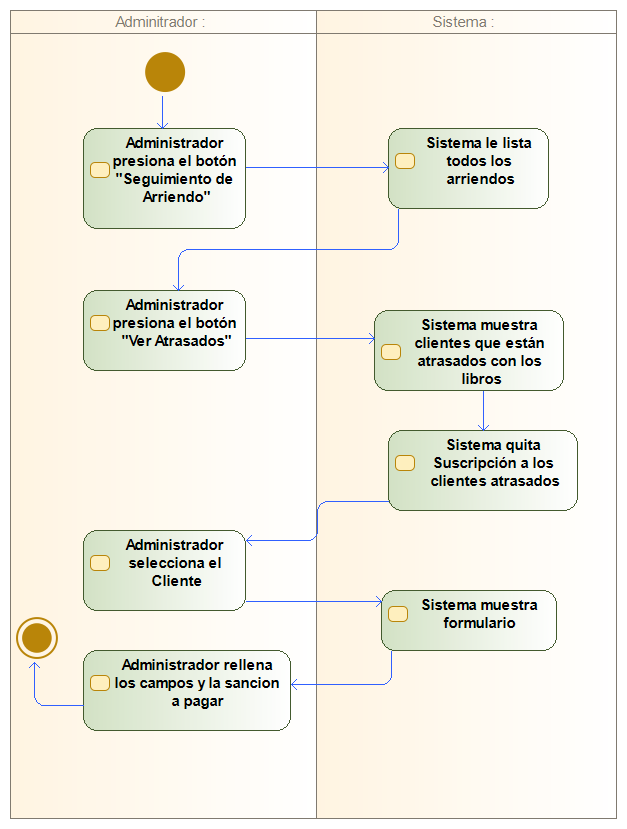 Adminitrador :
Sistema :
Administrador
presiona el botón
"Seguimiento de
Arriendo"
Sistema le lista
todos los
arriendos
Administrador
presiona el botón
"Ver Atrasados"
Sistema muestra
clientes que están
atrasados con los
libros
Sistema quita
Suscripción a los
clientes atrasados
Administrador
selecciona el
Cliente
Sistema muestra
formulario
Administrador rellena
los campos y la sancion
a pagar